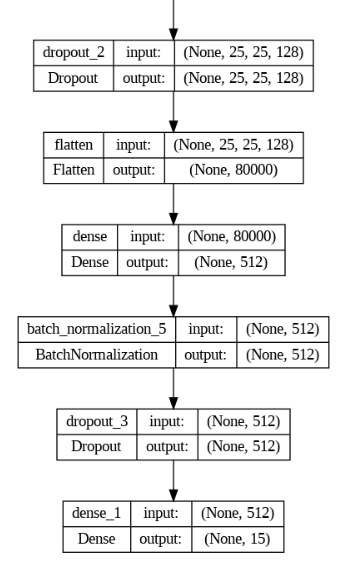 dropout_2 input: (None, 25, 25, 128)
Dropout output: (None, 25, 25, 128)
flatten input: (None, 25, 25, 128)
Flatten output: (None, 80000)
dense input: (None, 80000)
Dense output: (None, 512)
batch_normalization_5 input: (None, 512)
BatchNormalization output: (None, 512)
dropout_3 input: (None, 512)
Dropout output: (None, 512)
dense_1 input: (None, 512)
Dense output: (None, 15)